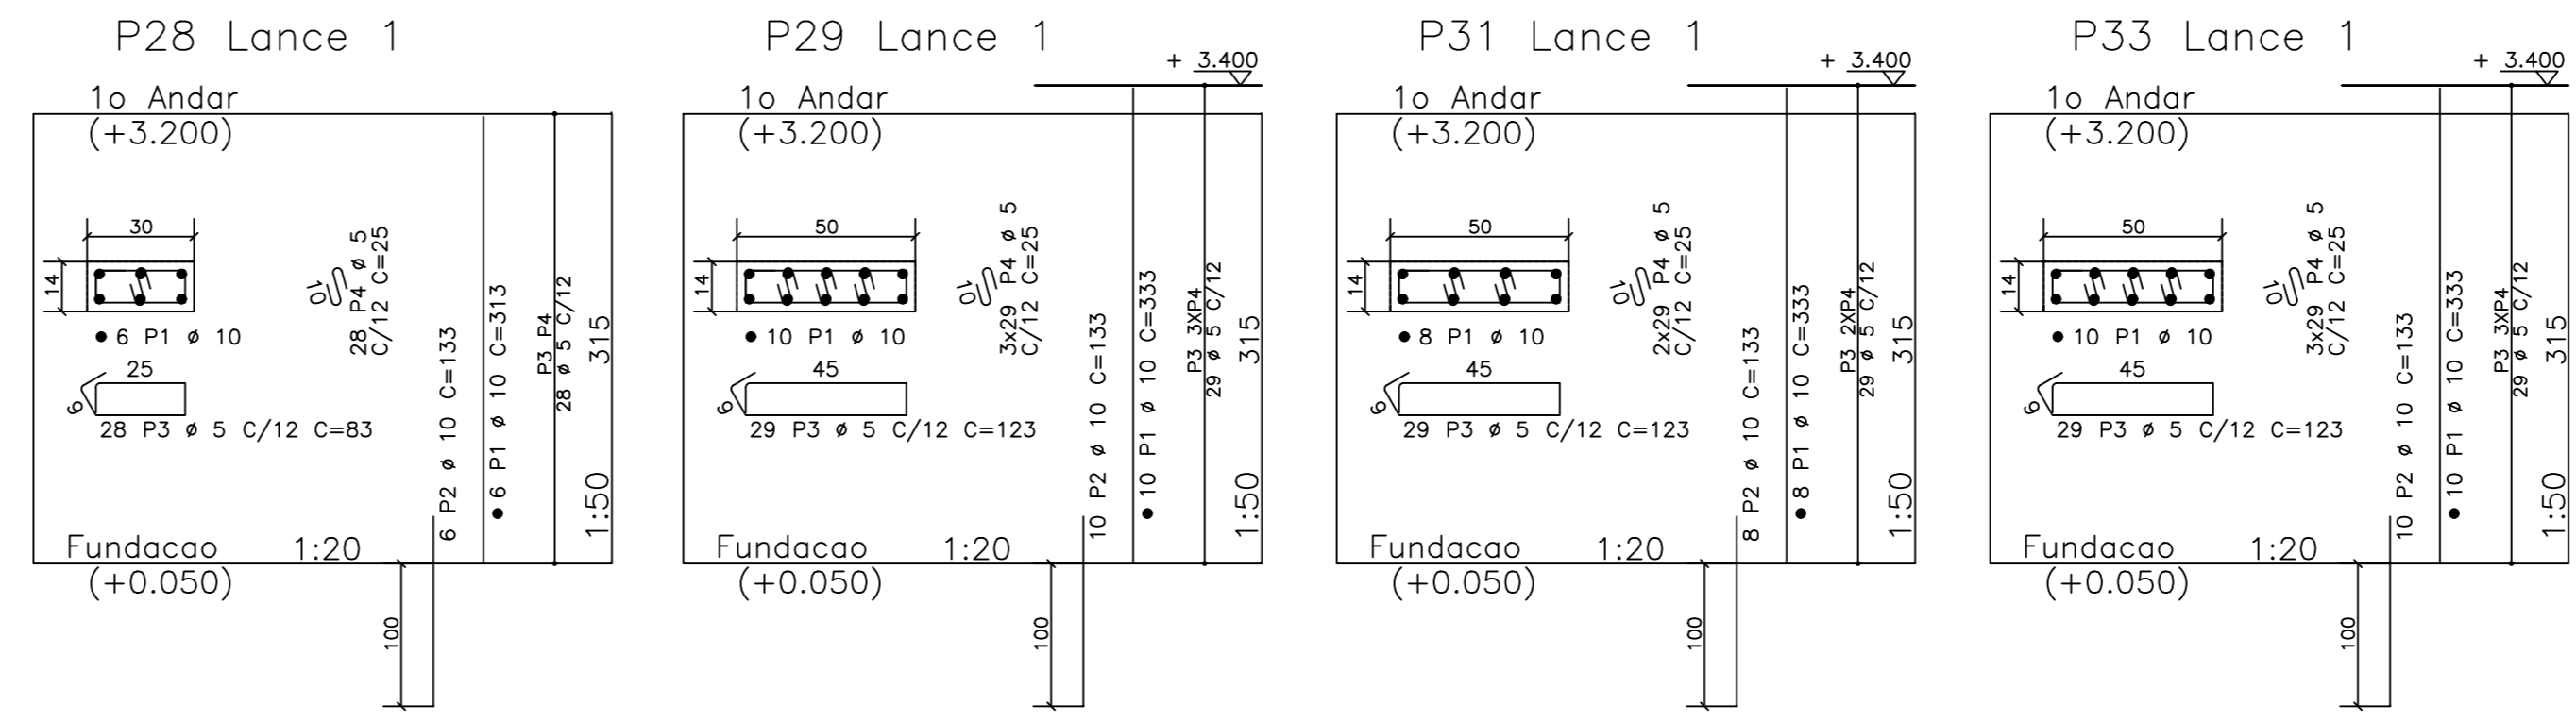 P28 Lance 1
1o Andar
(+3.200)
30
14
10
28 P4 ø 5
C/12 C=25
6 P1 ø 10
25
9
28 P3 ø 5 C/12 C=83
6 P2 ø 10 C=133
6 P1 ø 10 C=313
P3 P4
28 ø 5 C/12
315
1:50
Fundacao
1:20
(+0.050)
100
P29 Lance 1
+ 3.400
1o Andar
(+3.200)
50
14
10
3x29 P4 ø 5
C/12 C=25
10 P1 ø 10
45
9
29 P3 ø 5 C/12 C=123
10 P2 ø 10 C=133
10 P1 ø 10 C=333
P3 3XP4
29 ø 5 C/12
315
1:50
Fundacao
1:20
(+0.050)
100
P31 Lance 1
+ 3.400
1o Andar
(+3.200)
50
14
10
2x29 P4 ø 5
C/12 C=25
8 P1 ø 10
45
9
29 P3 ø 5 C/12 C=123
8 P2 ø 10 C=133
8 P1 ø 10 C=333
P3 2XP4
29 ø 5 C/12
315
1:50
Fundacao
1:20
(+0.050)
100
P33 Lance 1
+ 3.400
1o Andar
(+3.200)
50
14
10
3x29 P4 ø 5
C/12 C=25
10 P1 ø 10
45
9
29 P3 ø 5 C/12 C=123
10 P2 ø 10 C=133
10 P1 ø 10 C=333
P3 3XP4
29 ø 5 C/12
315
1:50
Fundacao
1:20
(+0.050)
100